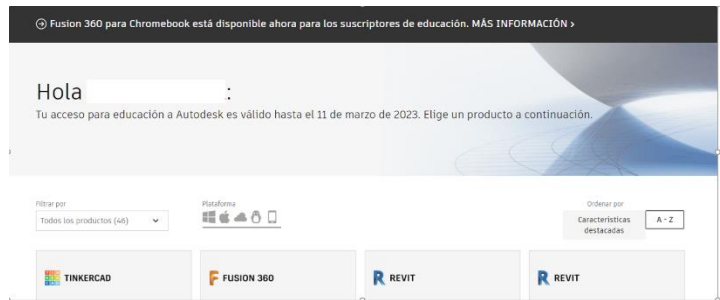 Fusion 360 para Chromebook está disponible ahora para los suscriptores de educación. MÁS INFORMACIÓN >
Hola :
Tu acceso para educación a Autodesk es válido hasta el 11 de marzo de 2023. Elige un producto a continuación.
Filtrar por
Todos los productos (46)
Plataforma
Ordenar por
Características
destacadas
A - Z
TINKERCAD
F FUSION 360
R REVIT
R REVIT